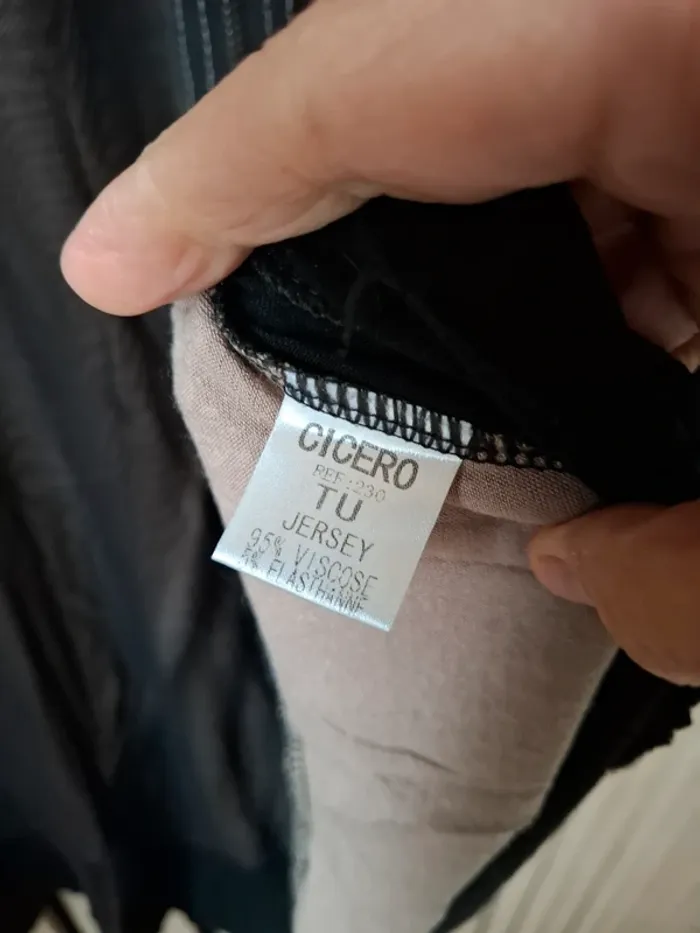 CICERO
REF:230
TU
JERSEY
95% VISCOSE
5% ELASTHANNE